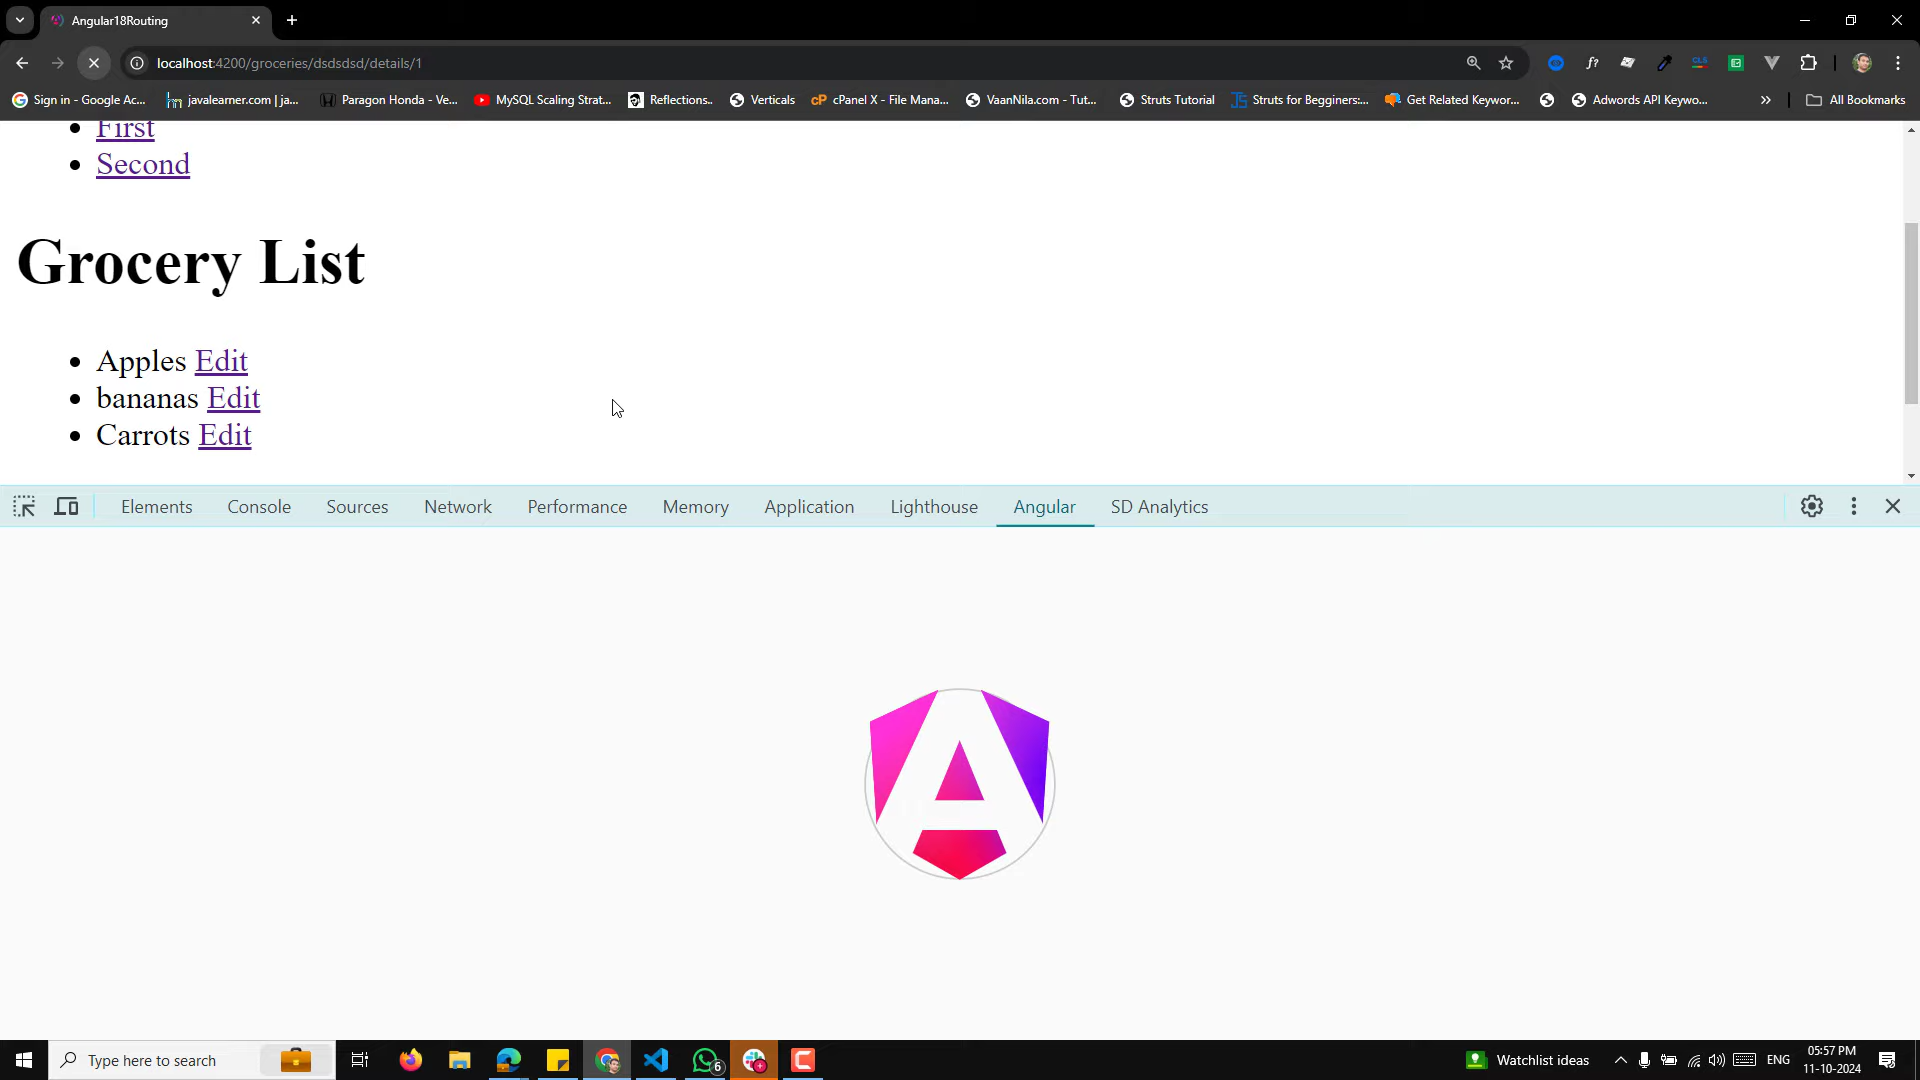 Angular18Routing
localhost:4200/groceries/dsdsdsd/details/1
Sign in - Google Ac...
javalearner.com | ja...
Paragon Honda - Ve...
MySQL Scaling Strat...
Reflections..
Verticals
cPanel X - File Mana...
VaanNila.com - Tut...
Struts Tutorial
Struts for Begginers:...
Get Related Keywor...
Adwords API Keywo...
All Bookmarks
First
Second
Grocery List
Apples Edit
bananas Edit
Carrots Edit
Elements
Console
Sources
Network
Performance
Memory
Application
Lighthouse
Angular
SD Analytics
Type here to search
6
Watchlist ideas
ENG
05:57 PM
11-10-2024